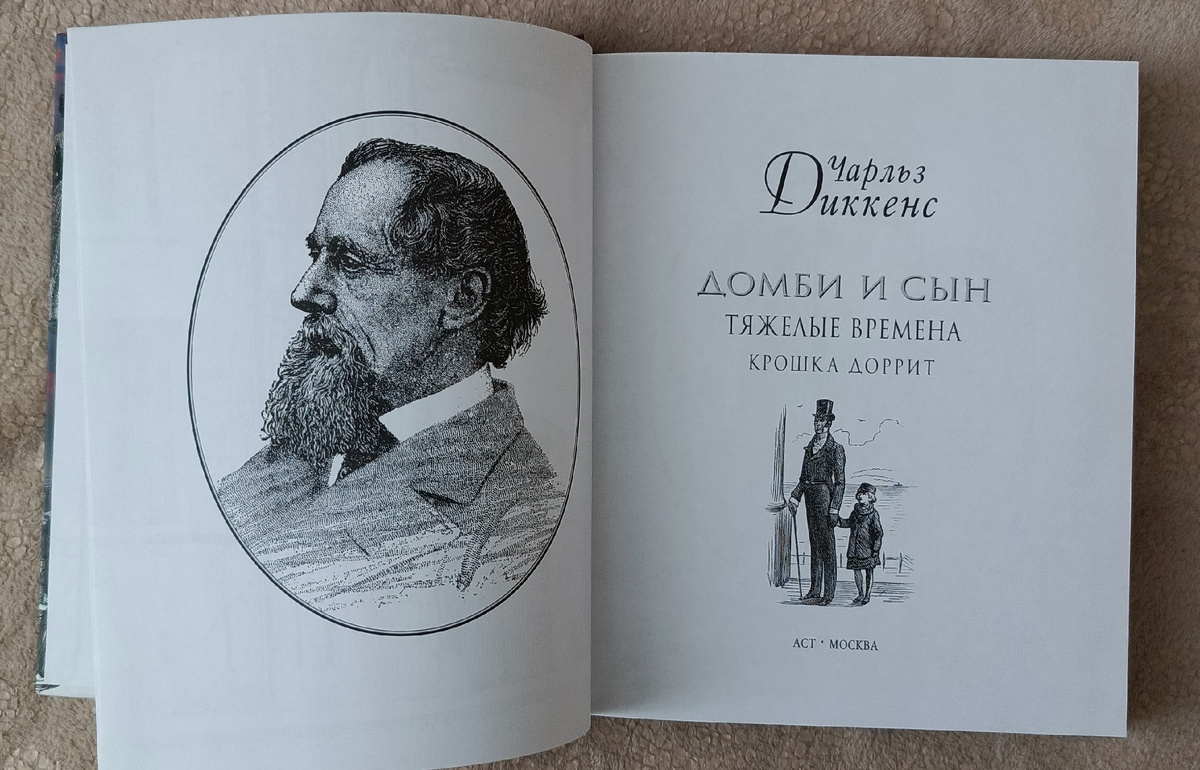 Чарльз
Диккенс
ДОМБИ И СЫН
ТЯЖЕЛЫЕ ВРЕМЕНА
КРОШКА ДОРРИТ
АСТ • МОСКВА